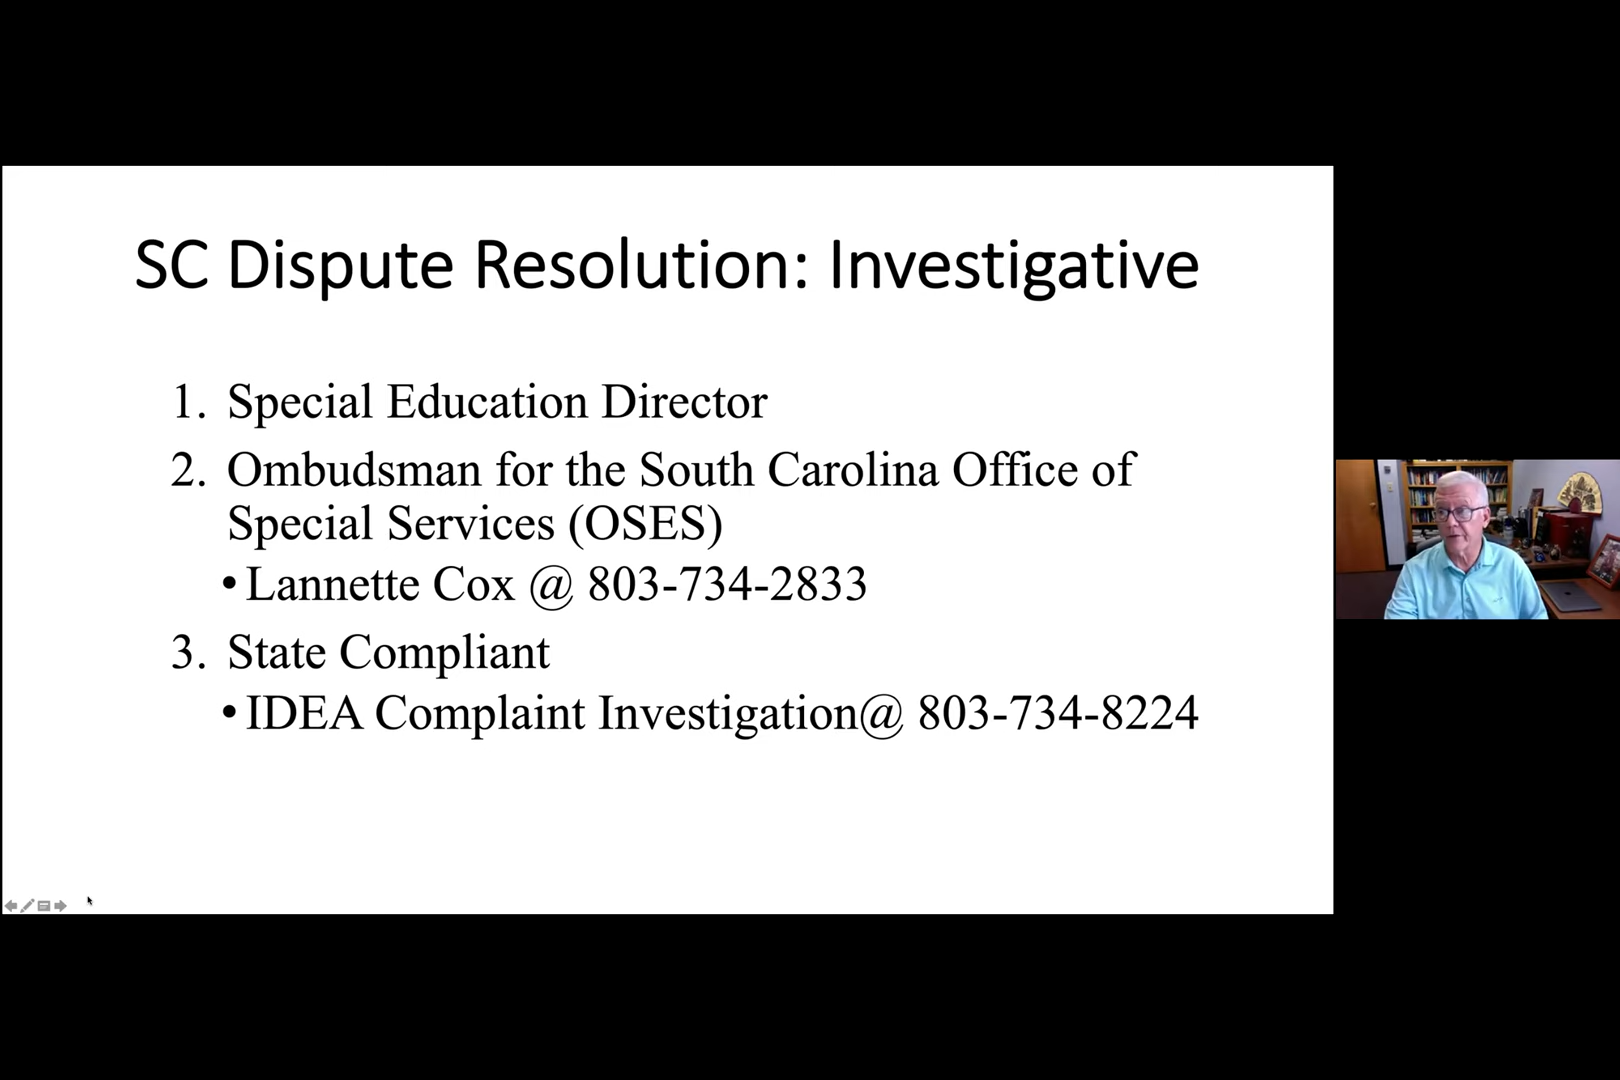 SC Dispute Resolution: Investigative
1. Special Education Director
2. Ombudsman for the South Carolina Office of
Special Services (OSES)
• Lannette Cox @ 803-734-2833
3. State Compliant
• IDEA Complaint Investigation@ 803-734-8224